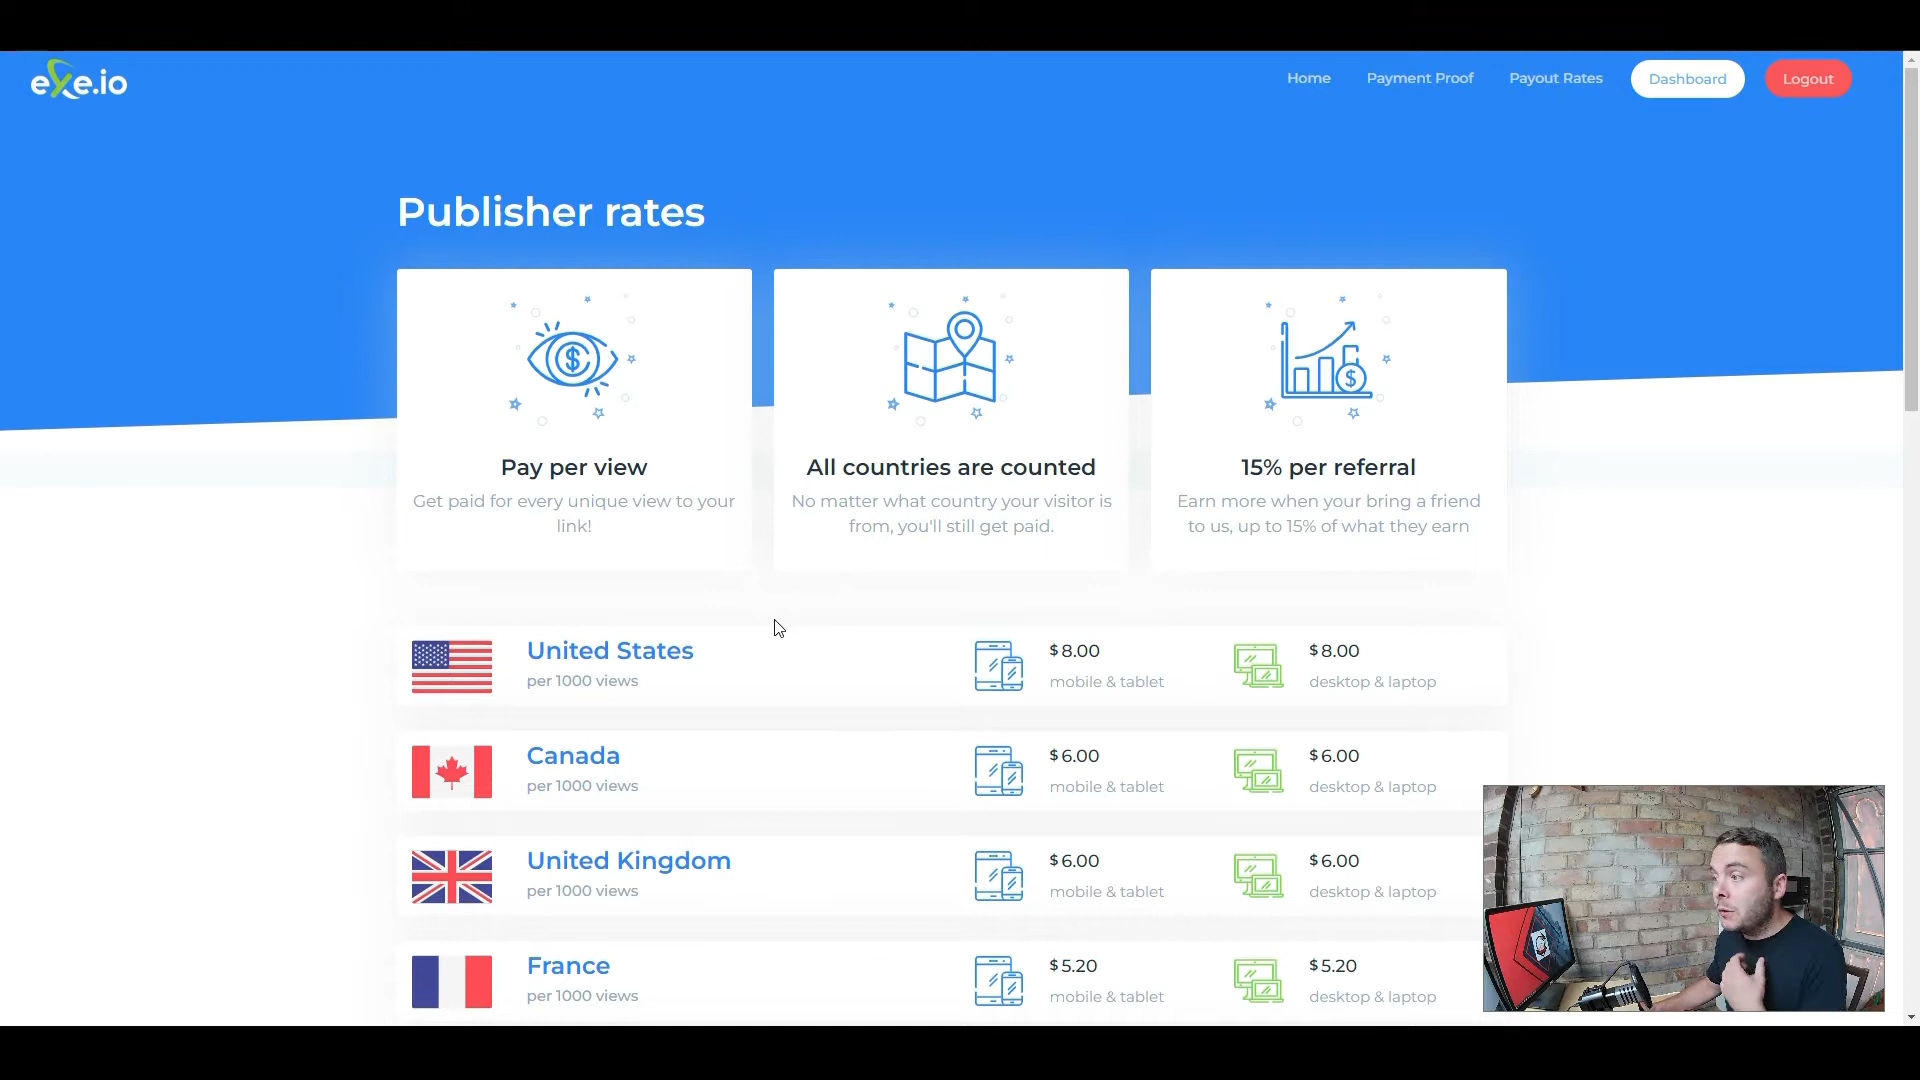 eXe.io
Home
Payment Proof
Payout Rates
Dashboard
Logout
Publisher rates
Pay per view
Get paid for every unique view to your
link!
All countries are counted
No matter what country your visitor is
from, you'll still get paid.
15% per referral
Earn more when your bring a friend
to us, up to 15% of what they earn
United States
per 1000 views
$8.00
mobile & tablet
$8.00
desktop & laptop
Canada
per 1000 views
$6.00
mobile & tablet
$6.00
desktop & laptop
United Kingdom
per 1000 views
$6.00
mobile & tablet
$6.00
desktop & laptop
France
per 1000 views
$5.20
mobile & tablet
$5.20
desktop & laptop